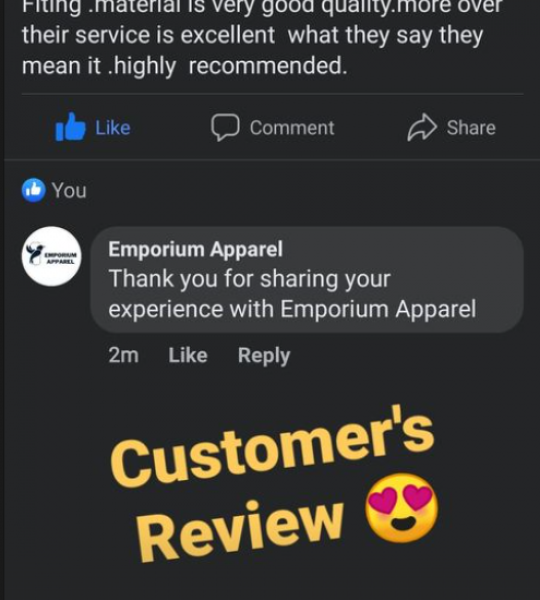 Fiting .material is very good quality.more over
their service is excellent what they say they
mean it .highly recommended.
Like Comment Share
You
EMPORIUM
APPAREL
Emporium Apparel
Thank you for sharing your
experience with Emporium Apparel
2m Like Reply
Customer's
Review